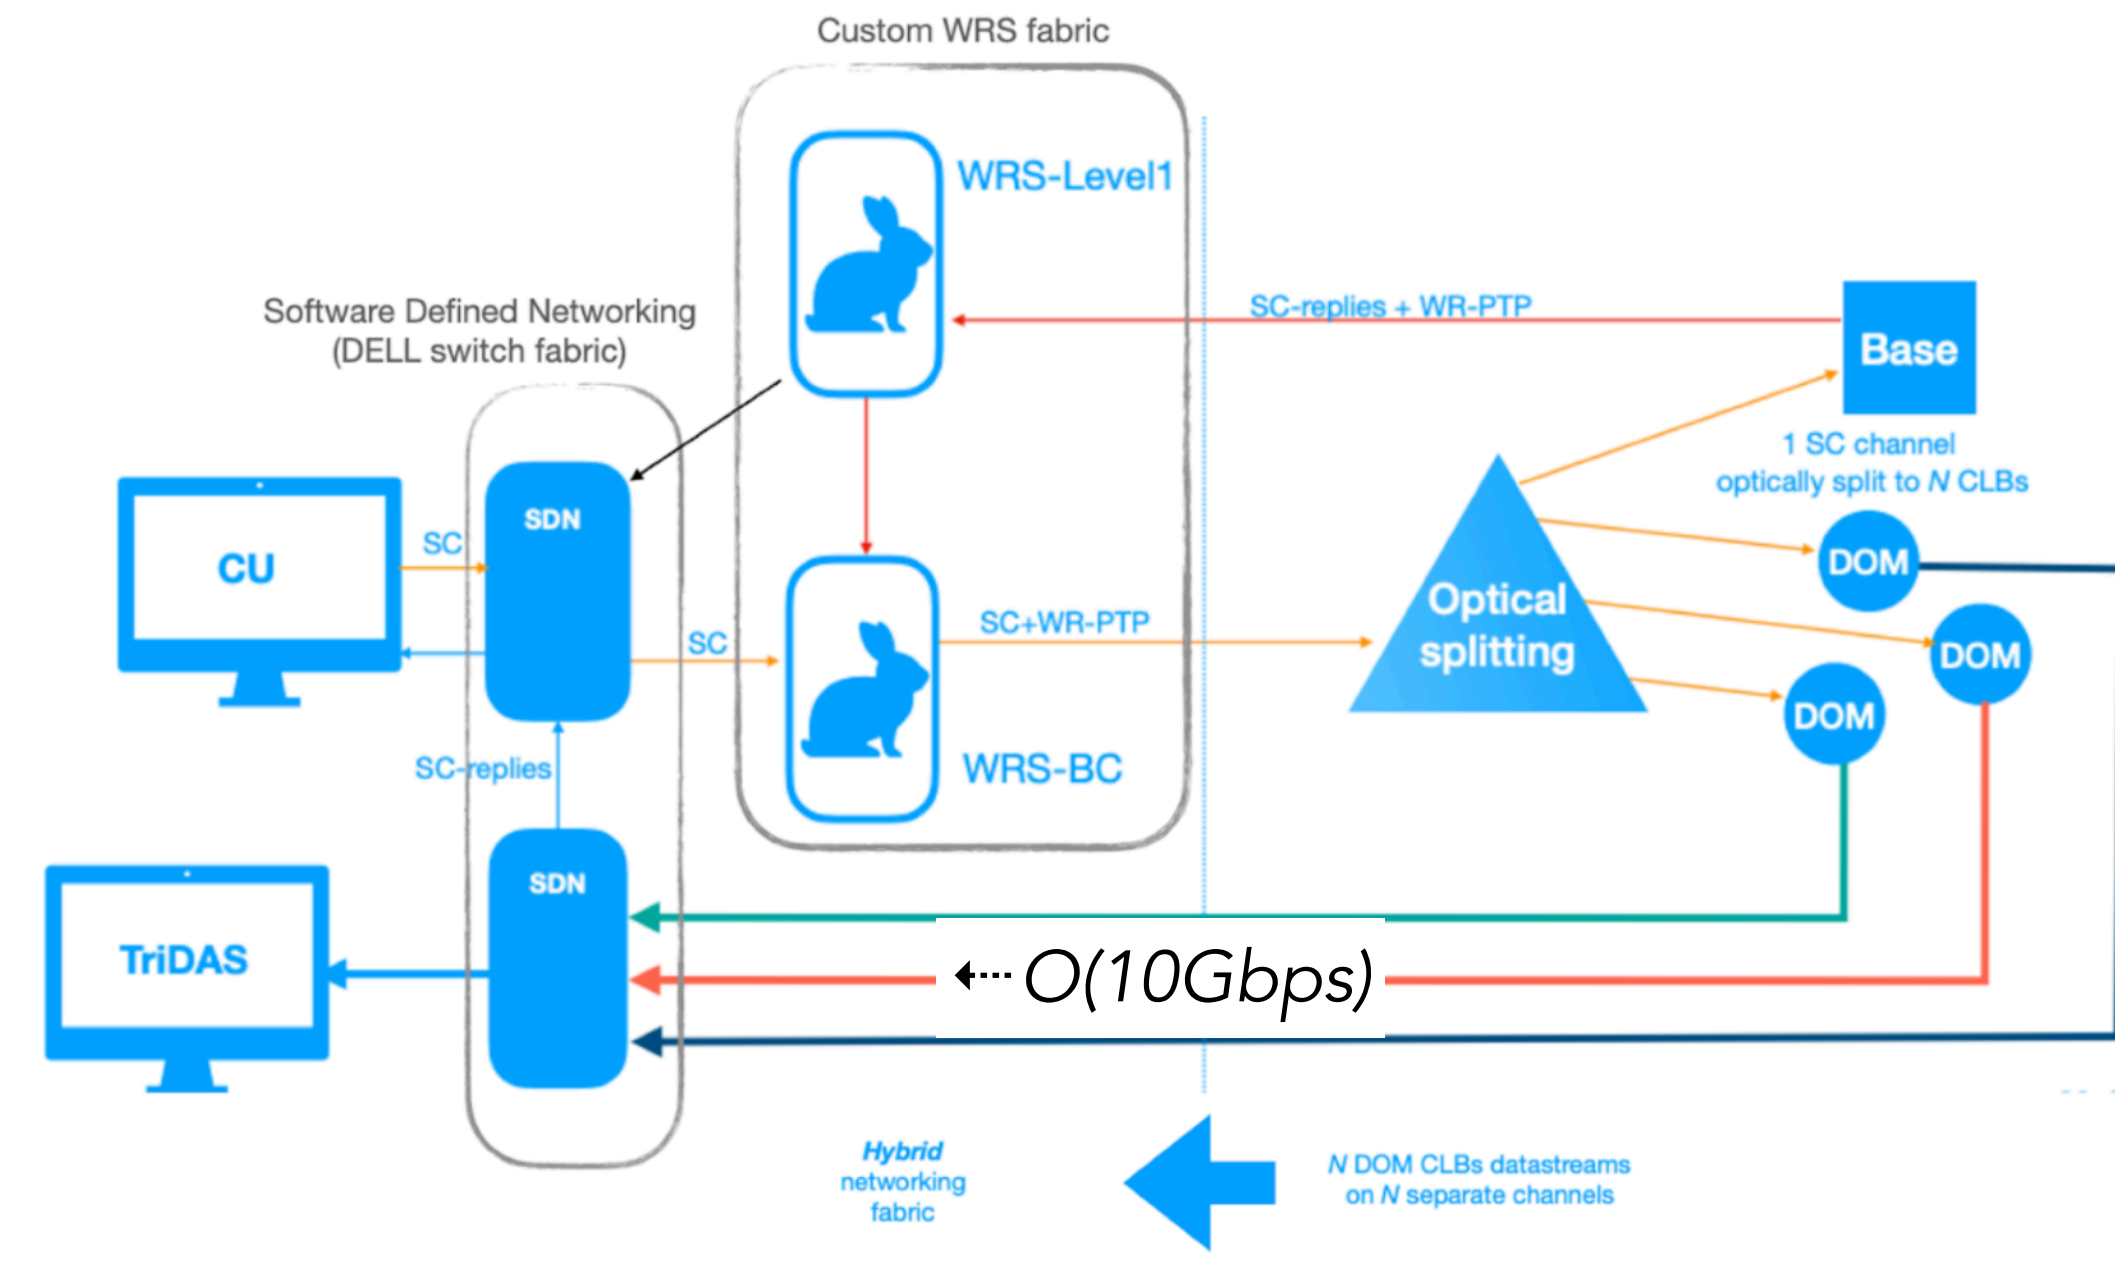 Custom WRS fabric
WRS-Level1
Software Defined Networking
(DELL switch fabric)
SC-replies + WR-PTP
Base
1 SC channel
optically split to N CLBs
SDN
SC
CU
DOM
Optical
splitting
SC+WR-PTP
SC
DOM
DOM
SC-replies
WRS-BC
SDN
TriDAS
O(10Gbps)
Hybrid
networking
fabric
N DOM CLBs datastreams
on N separate channels